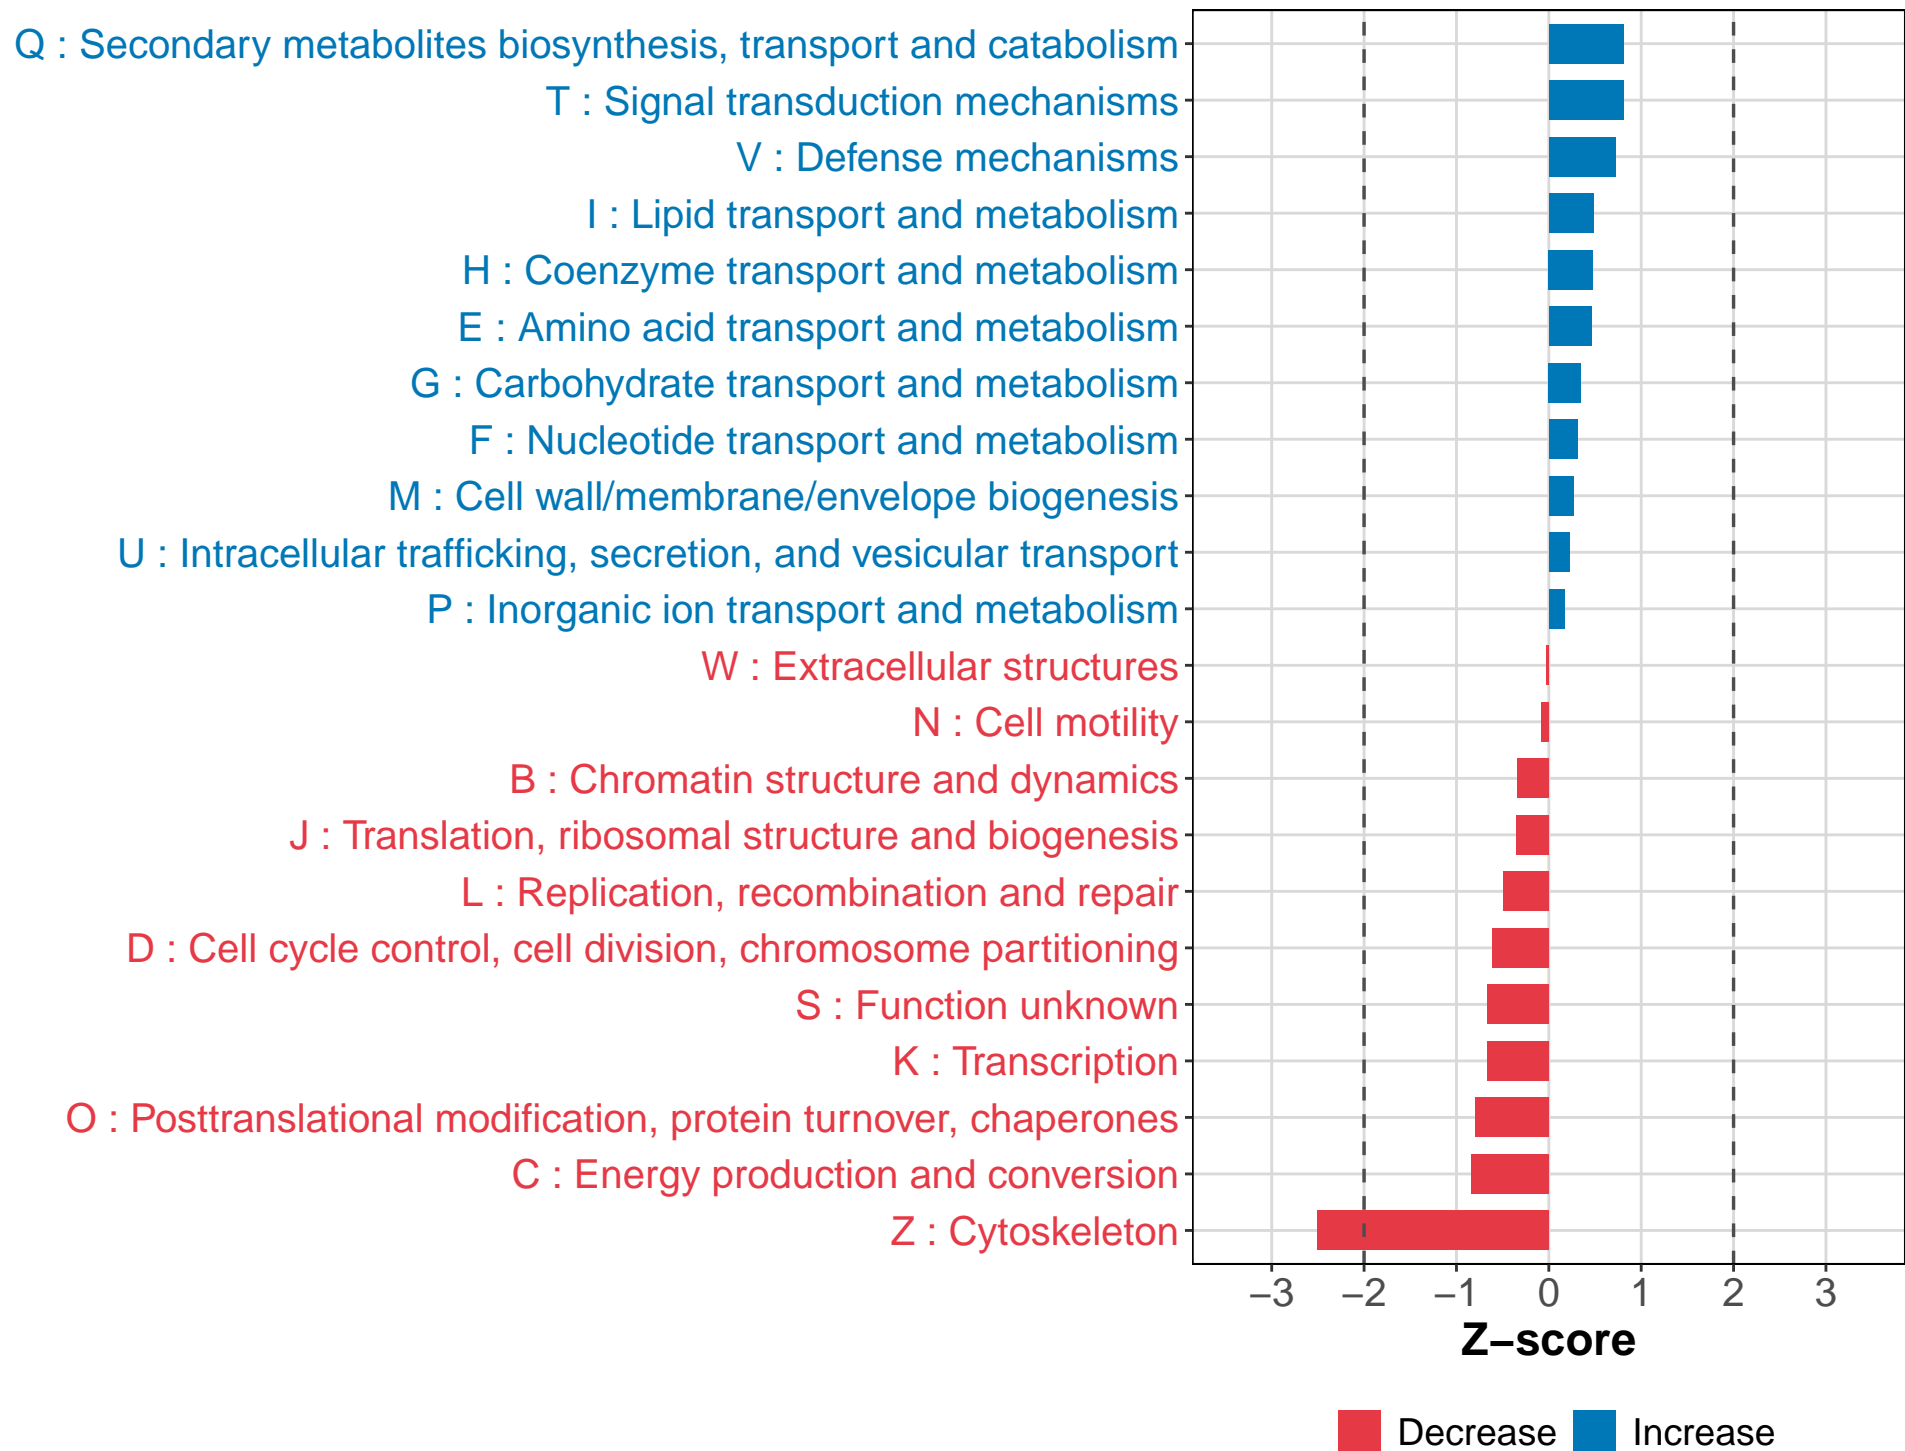 Q : Secondary metabolites biosynthesis, transport and catabolism
T : Signal transduction mechanisms
V : Defense mechanisms
I : Lipid transport and metabolism
H : Coenzyme transport and metabolism
E : Amino acid transport and metabolism
G : Carbohydrate transport and metabolism
F : Nucleotide transport and metabolism
M : Cell wall/membrane/envelope biogenesis
U : Intracellular trafficking, secretion, and vesicular transport
P : Inorganic ion transport and metabolism
W : Extracellular structures
N : Cell motility
B : Chromatin structure and dynamics
J : Translation, ribosomal structure and biogenesis
L : Replication, recombination and repair
D : Cell cycle control, cell division, chromosome partitioning
S : Function unknown
K : Transcription
O : Posttranslational modification, protein turnover, chaperones
C : Energy production and conversion
Z : Cytoskeleton
−3 −2 −1 0 1 2 3
Z−score
Decrease Increase